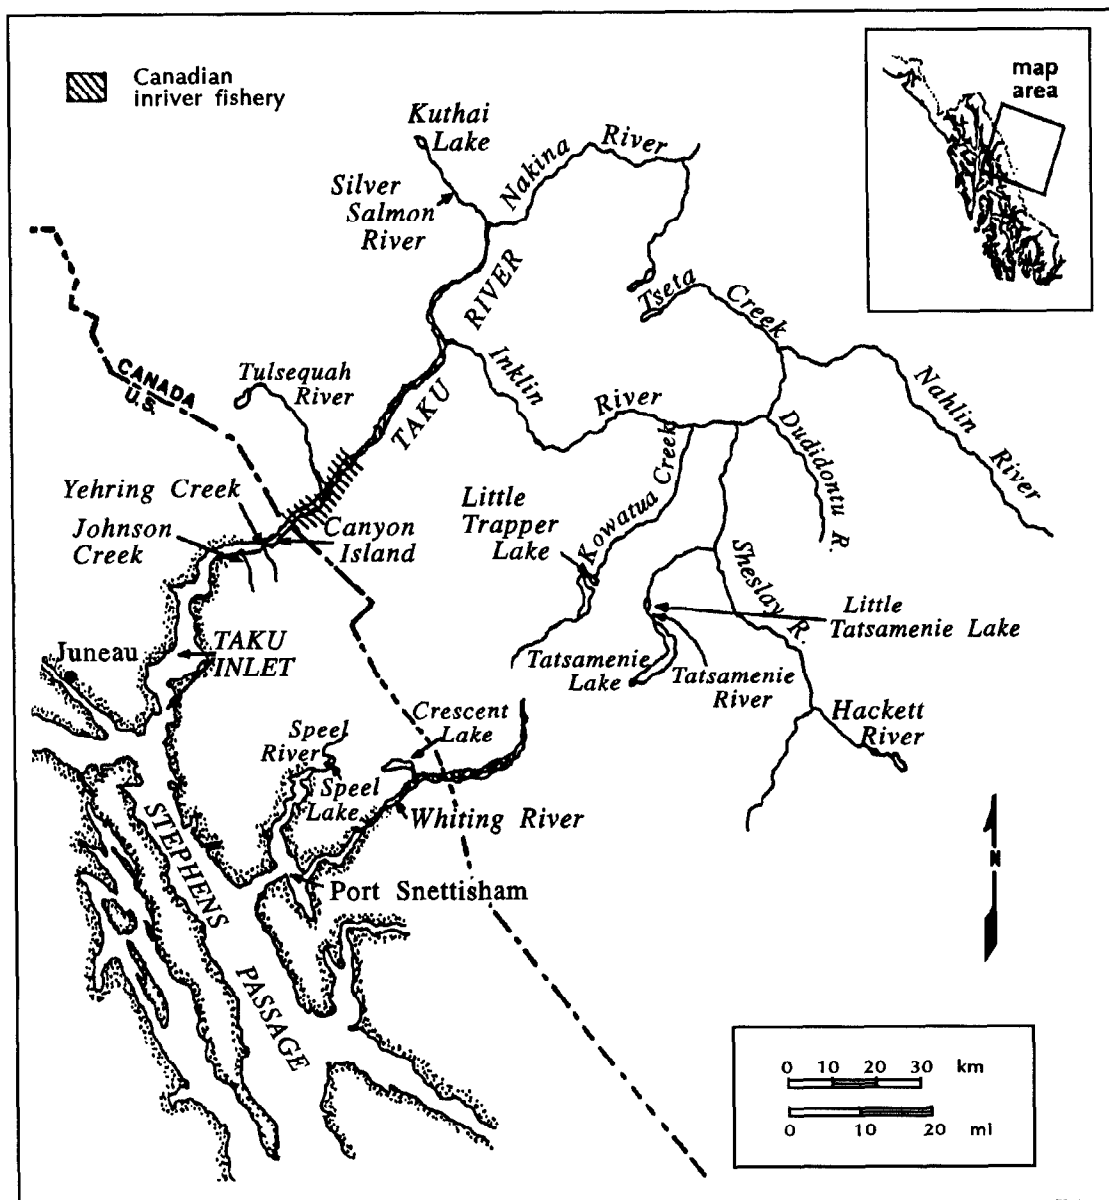 Canadian
inriver fishery
map
area
Kuthai
Lake
Nakina River
Silver
Salmon
River
RIVER
TAKU
Tseta Creek
CANADA
U.S.
Tulsequah
River
Inklin River
Nahlin River
Dudidontu R.
Yehring Creek
Johnson
Creek
Canyon
Island
Little
Trapper
Lake
Kowatua Creek
Sheslay R.
Little
Tatsamenie Lake
Juneau
TAKU
INLET
Tatsamenie
Lake
Tatsamenie
River
Hackett
River
Crescent
Lake
Speel
River
Speel
Lake
Whiting River
STEPHENS
PASSAGE
Port Snettisham
N
0 10 20 30 km
0 10 20 mi